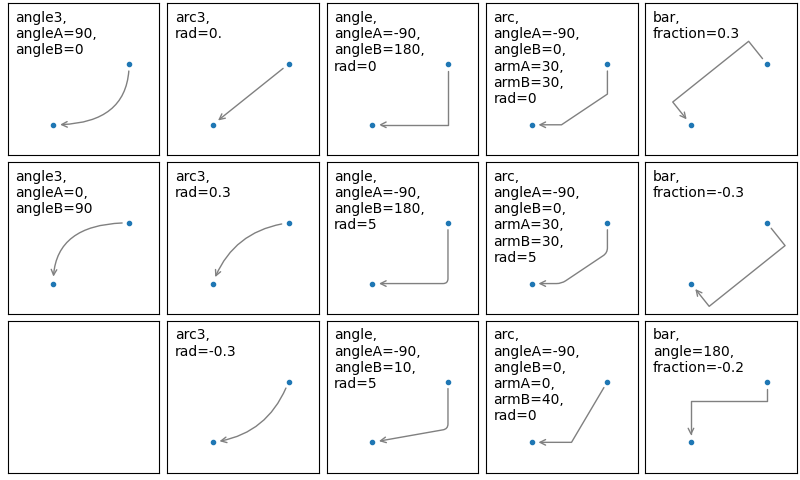 angle3,
angleA=90,
angleB=0
arc3,
rad=0.
angle,
angleA=-90,
angleB=180,
rad=0
arc,
angleA=-90,
angleB=0,
armA=30,
armB=30,
rad=0
bar,
fraction=0.3
angle3,
angleA=0,
angleB=90
arc3,
rad=0.3
angle,
angleA=-90,
angleB=180,
rad=5
arc,
angleA=-90,
angleB=0,
armA=30,
armB=30,
rad=5
bar,
fraction=-0.3
arc3,
rad=-0.3
angle,
angleA=-90,
angleB=10,
rad=5
arc,
angleA=-90,
angleB=0,
armA=0,
armB=40,
rad=0
bar,
angle=180,
fraction=-0.2